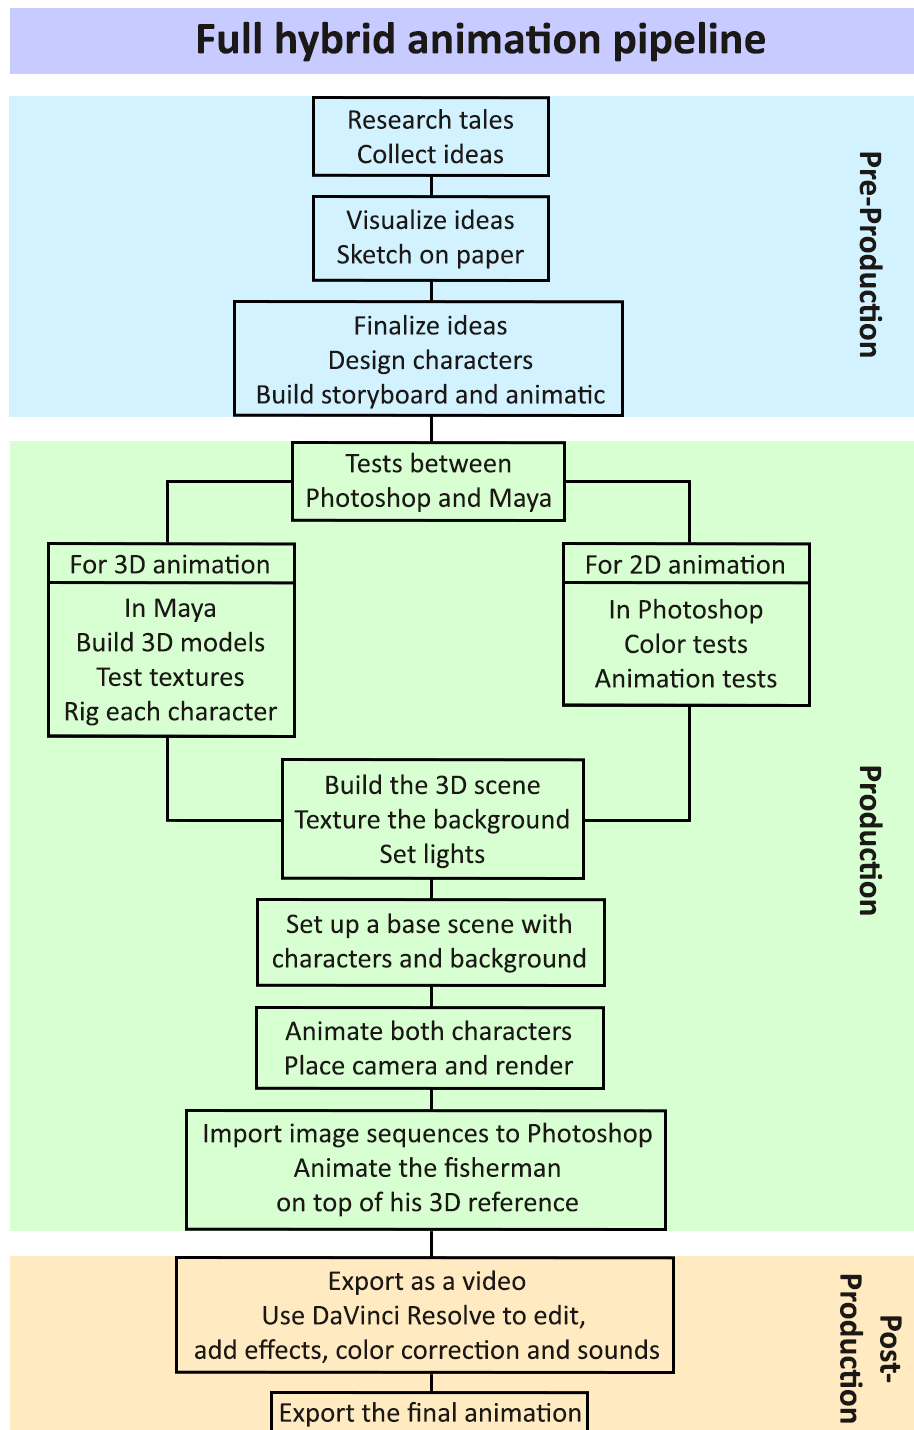 Full hybrid animation pipeline
Pre-Production
Research tales
Collect ideas
Visualize ideas
Sketch on paper
Finalize ideas
Design characters
Build storyboard and animatic
Production
Tests between
Photoshop and Maya
For 3D animation
In Maya
Build 3D models
Test textures
Rig each character
For 2D animation
In Photoshop
Color tests
Animation tests
Build the 3D scene
Texture the background
Set lights
Set up a base scene with
characters and background
Animate both characters
Place camera and render
Import image sequences to Photoshop
Animate the fisherman
on top of his 3D reference
Post-
Production
Export as a video
Use DaVinci Resolve to edit,
add effects, color correction and sounds
Export the final animation